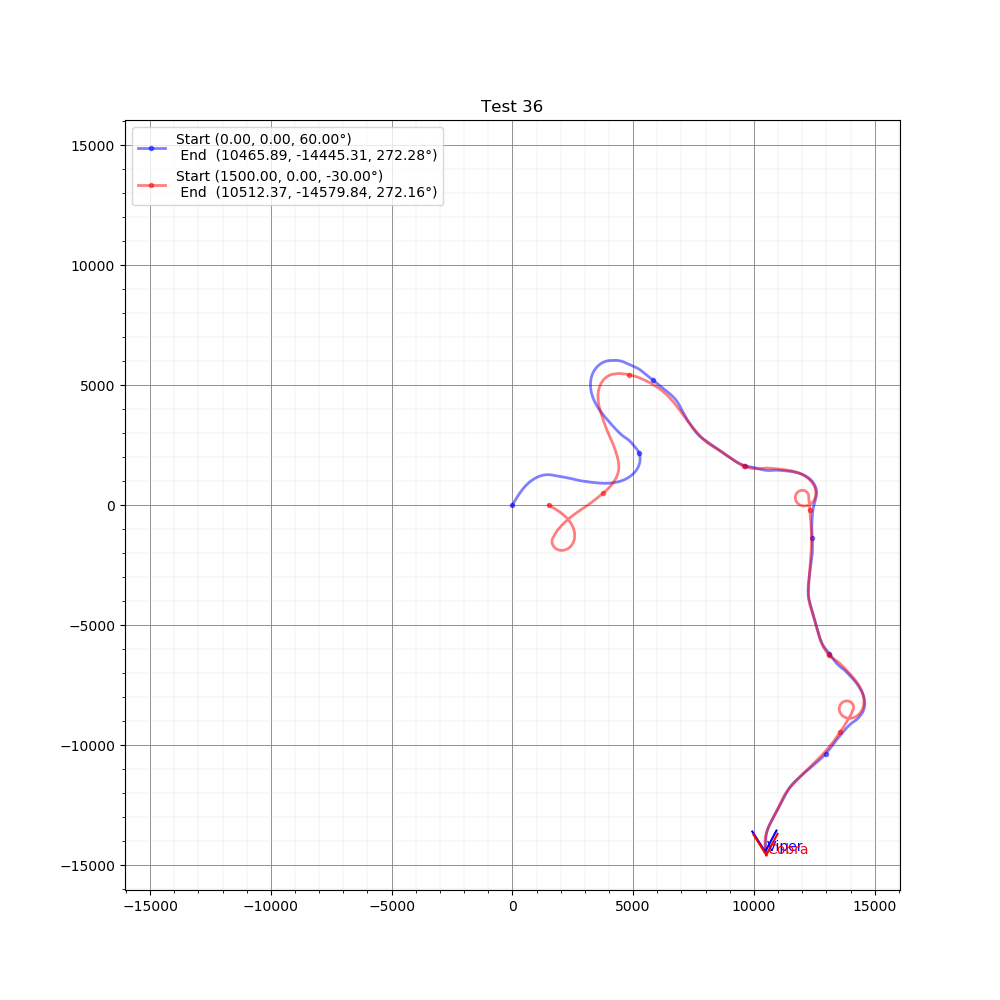 Test 36
Start (0.00, 0.00, 60.00°)
End (10465.89, -14445.31, 272.28°)
Start (1500.00, 0.00, -30.00°)
End (10512.37, -14579.84, 272.16°)
15000
10000
5000
0
−5000
−10000
−15000
Viper
Cobra
−15000 −10000 −5000 0 5000 10000 15000